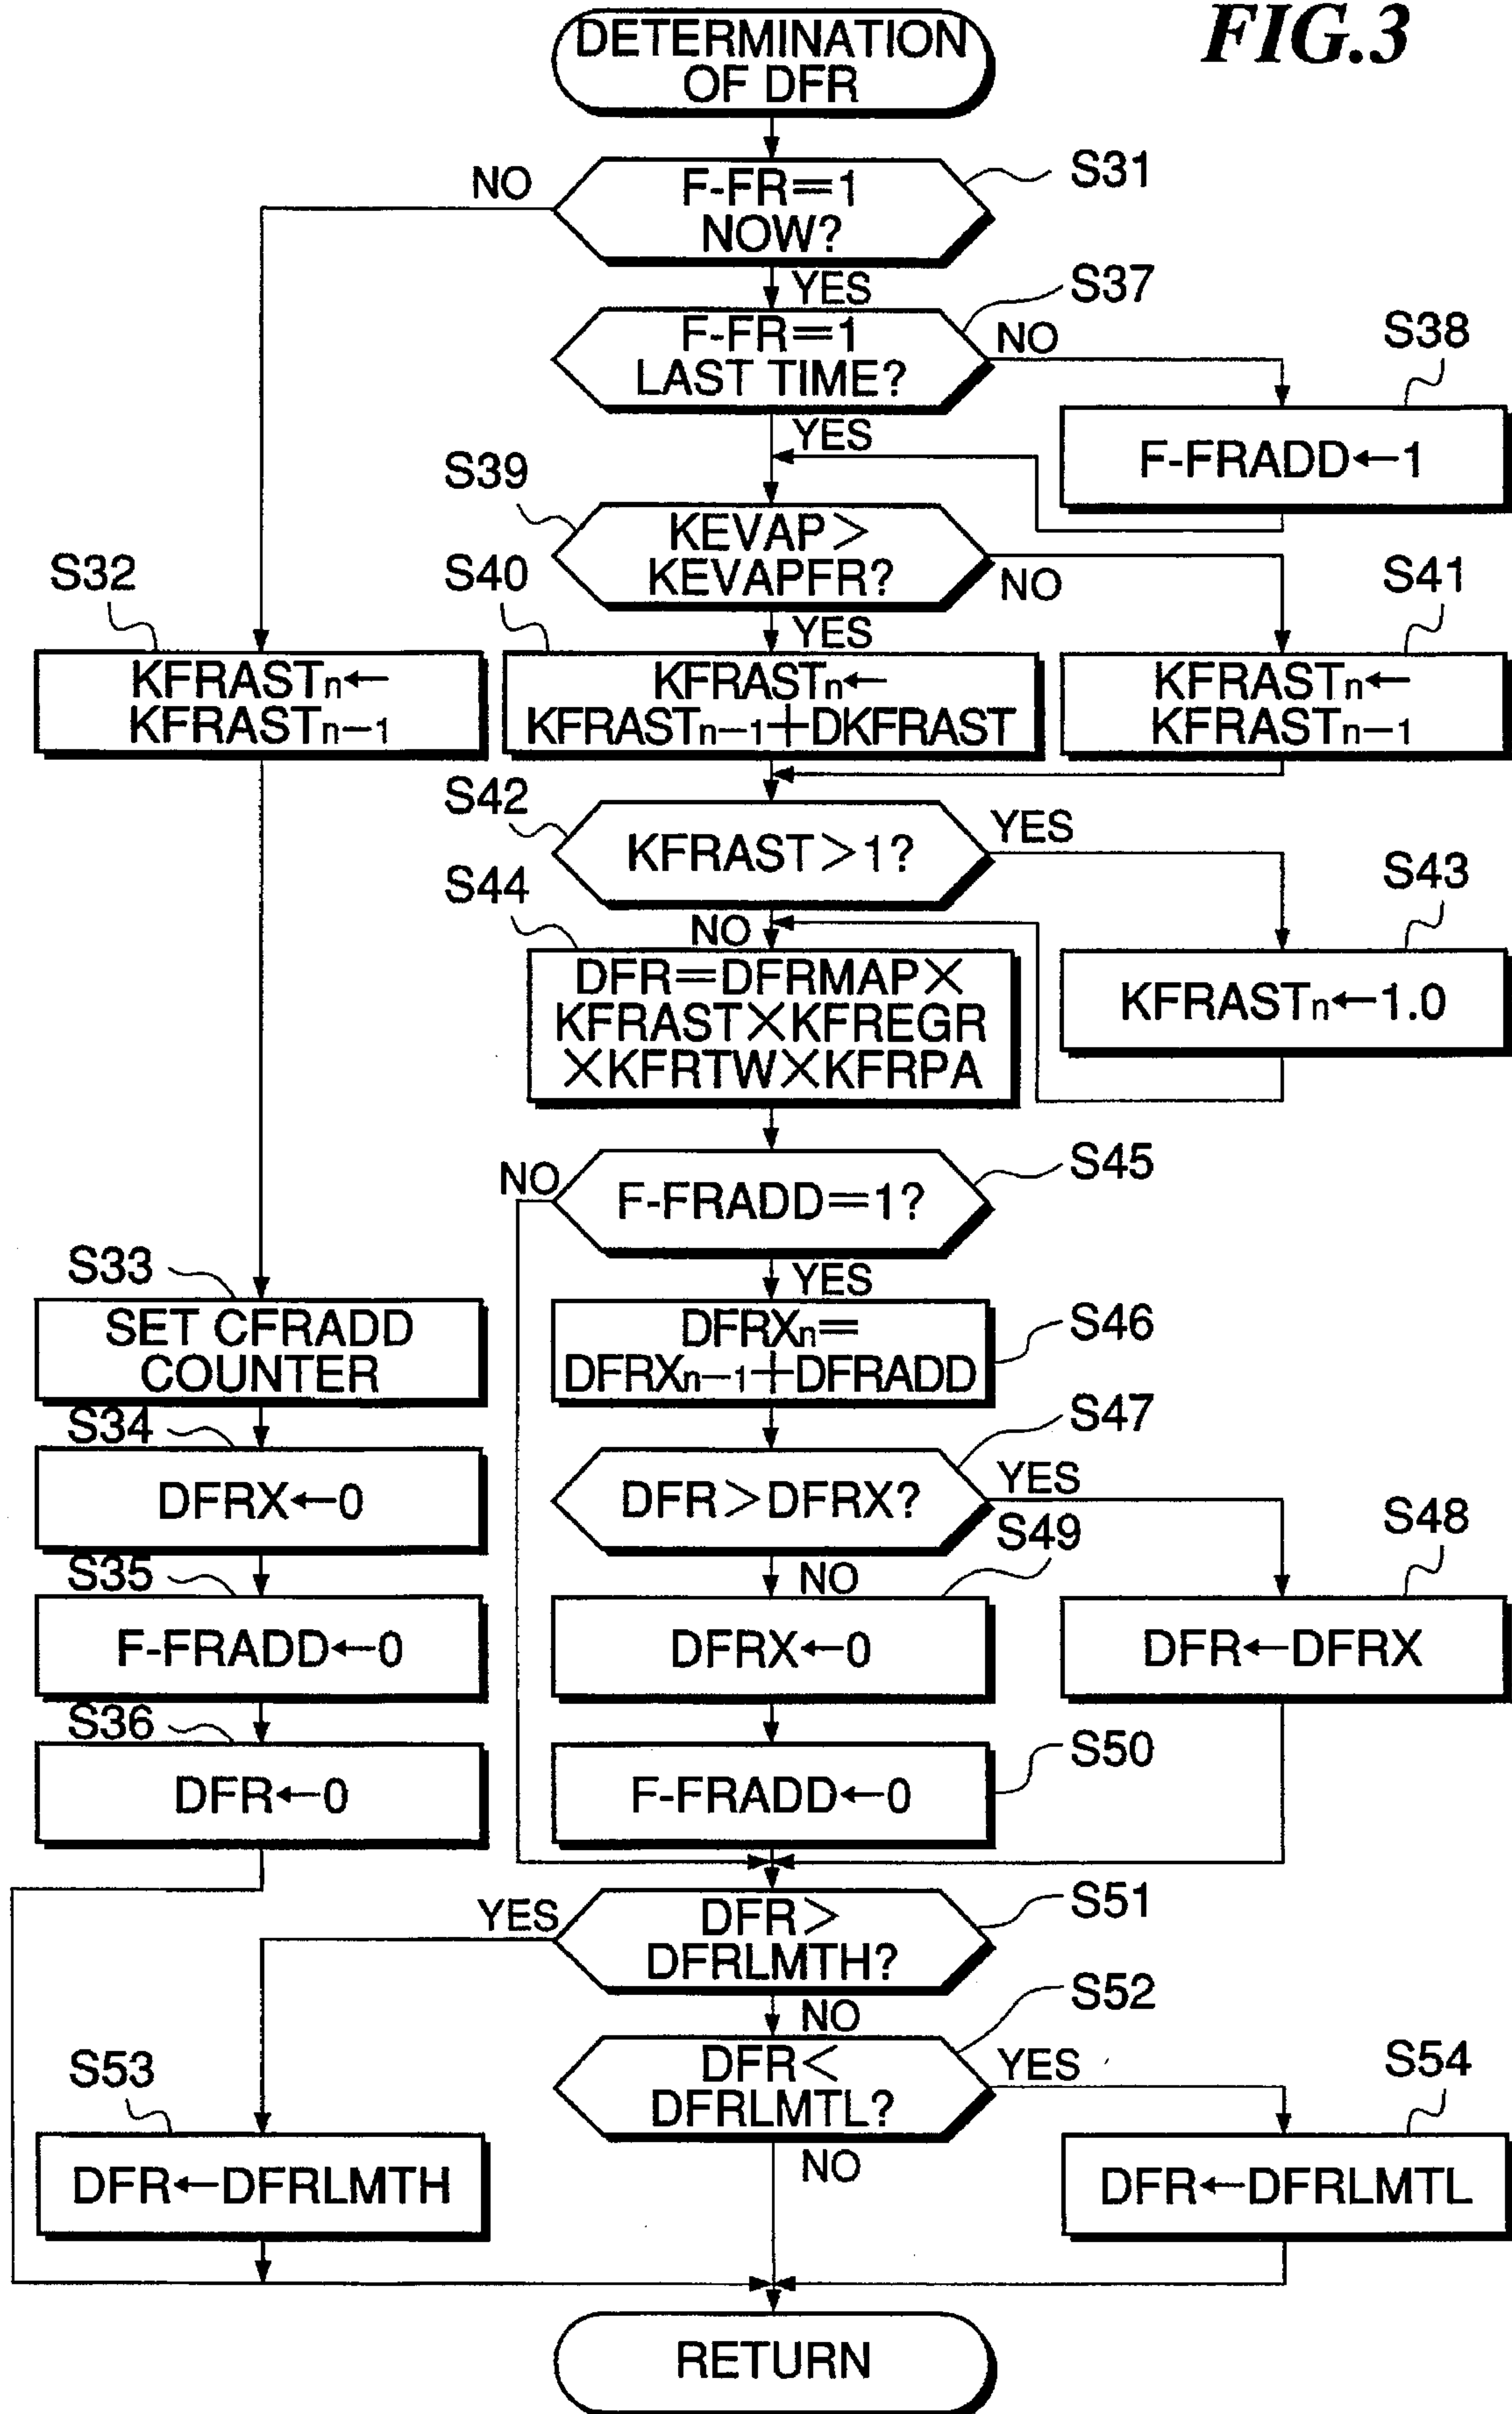 FIG.3
DETERMINATION
OF DFR
S31
NO
F-FR=1
NOW?
YES
S37
F-FR=1
LAST TIME?
NO
S38
YES
F-FRADD←1
S39
KEVAP>
KEVAPFR?
NO
S32
S40
S41
YES
KFRASTn←
KFRASTn-1
KFRASTn←
KFRASTn-1+DKFRAST
KFRASTn←
KFRASTn-1
S42
KFRAST>1?
YES
S44
S43
NO
DFR=DFRMAP×
KFRAST×KFREGR
×KFRTW×KFRPA
KFRASTn←1.0
S45
NO
F-FRADD=1?
S33
YES
SET CFRADD
COUNTER
DFRXn=
DFRXn-1+DFRADD
S46
S34
S47
DFRX←0
DFR>DFRX?
YES
S49
S48
S35
NO
F-FRADD←0
DFRX←0
DFR←DFRX
S36
S50
DFR←0
F-FRADD←0
S51
YES
DFR>
DFRLMTH?
S52
NO
S53
DFR<
DFRLMTL?
YES
S54
NO
DFR←DFRLMTH
DFR←DFRLMTL
RETURN